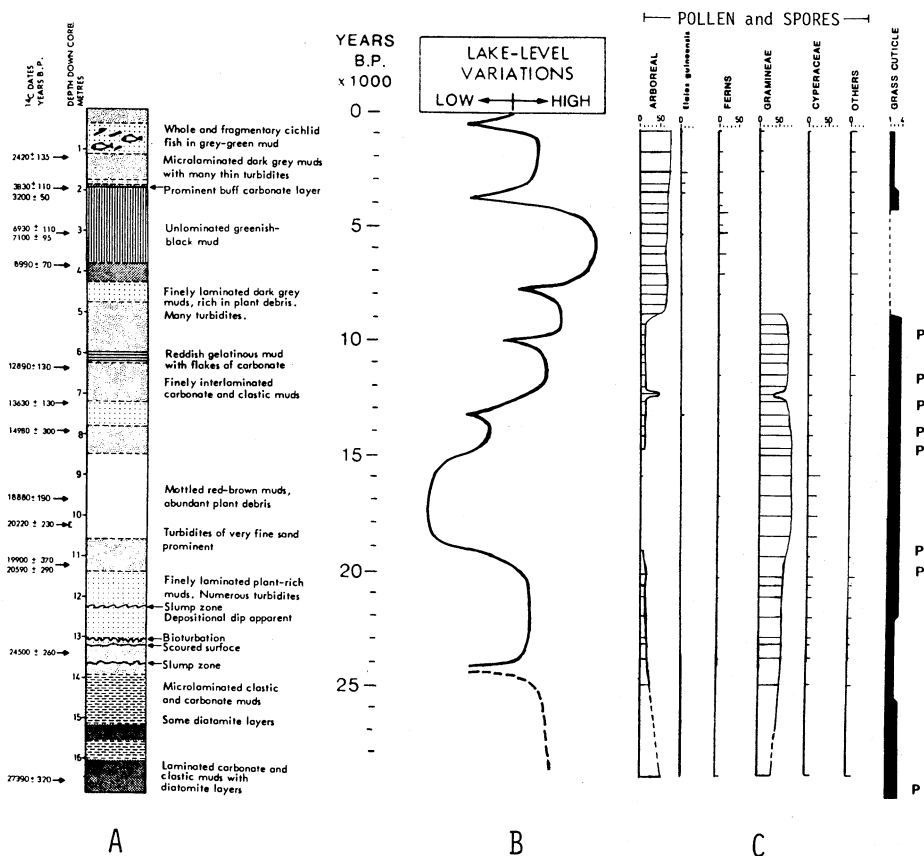 POLLEN and SPORES
14C DATES
YEARS B.P.
DEPTH DOWN CORE
METRES
YEARS
B.P.
x 1000
LAKE-LEVEL
VARIATIONS
LOW HIGH
ARBOREAL
Elaies guineensis
FERNS
GRAMINEAE
CYPERACEAE
OTHERS
GRASS CUTICLE
0 50
0
0
0 50
0
0
1 6
Whole and fragmentary cichlid
fish in grey-green mud
Microlaminated dark grey muds
with many thin turbidites
Prominent buff carbonate layer
Unlaminated greenish-
black mud
Finely laminated dark grey
muds, rich in plant debris.
Many turbidites.
Reddish gelatinous mud
with flakes of carbonate
Finely interlaminated
carbonate and clastic muds
Mottled red-brown muds,
abundant plant debris
Turbidites of very fine sand
prominent
Finely laminated plant-rich
muds. Numerous turbidites
Slump zone
Depositional dip apparent
Bioturbation
Scoured surface
Slump zone
Microlaminated clastic
and carbonate muds
Some diatomite layers
Laminated carbonate and
clastic muds with
diatomite layers
2420 ± 135
3830 ± 110
3200 ± 50
6930 ± 110
7100 ± 95
8990 ± 70
12890 ± 130
13630 ± 130
14980 ± 300
18880 ± 190
20220 ± 230
19900 ± 370
20590 ± 290
24500 ± 260
27390 ± 320
1
2
3
4
5
6
7
8
9
10
11
12
13
14
15
16
0
5
10
15
20
25
P
P
P
P
P
P
P
P
A
B
C